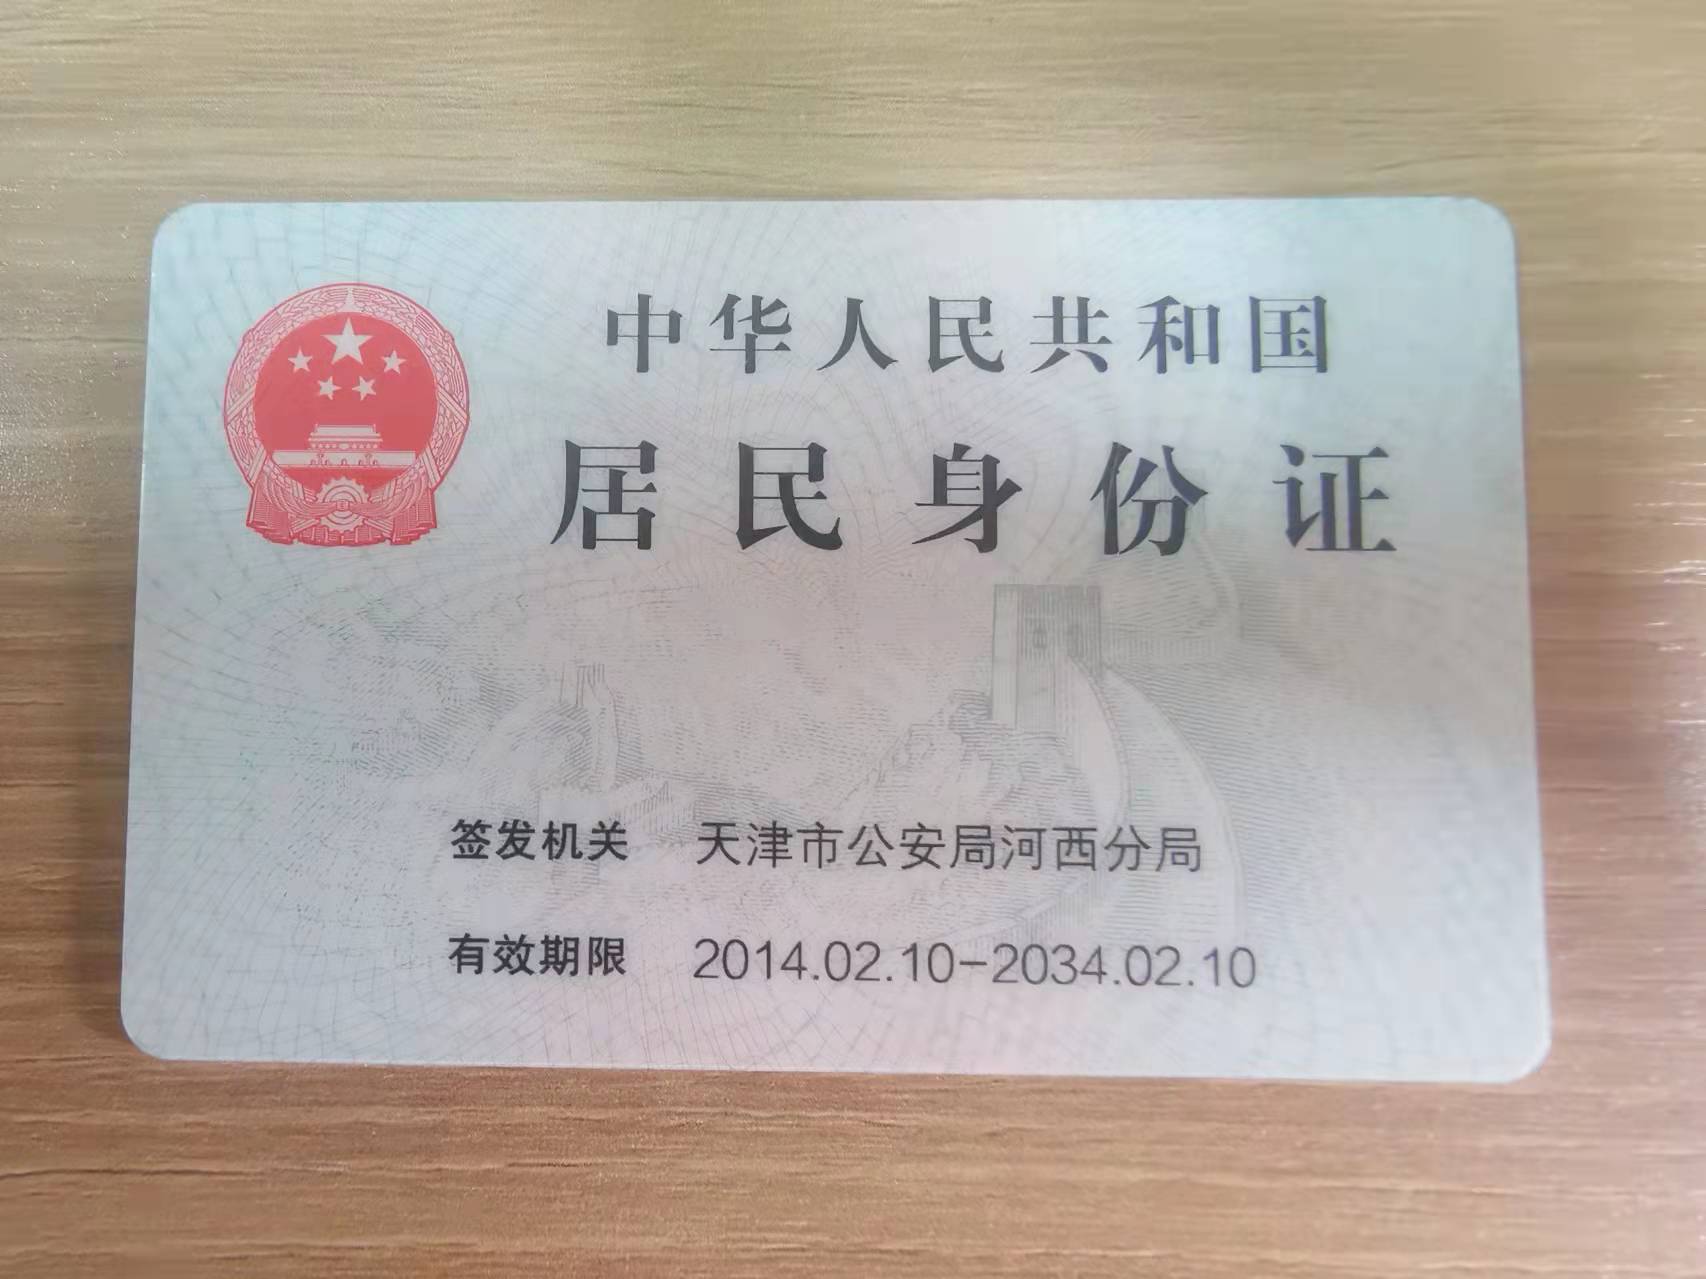 中华人民共和国
居民身份证
签发机关 天津市公安局河西分局
有效期限 2014.02.10-2034.02.10